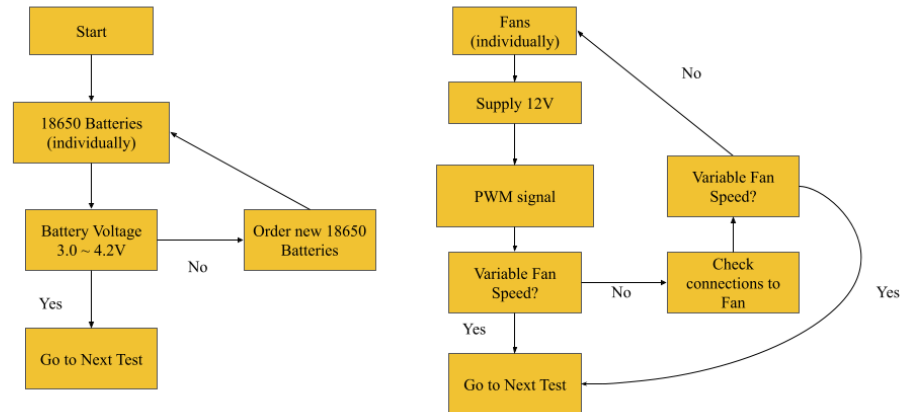 Start
18650 Batteries
(individually)
Battery Voltage
3.0 ~ 4.2V
No
Order new 18650
Batteries
Yes
Go to Next Test
Fans
(individually)
No
Supply 12V
PWM signal
Variable Fan
Speed?
Variable Fan
Speed?
No
Check
connections to
Fan
Yes
Yes
Go to Next Test